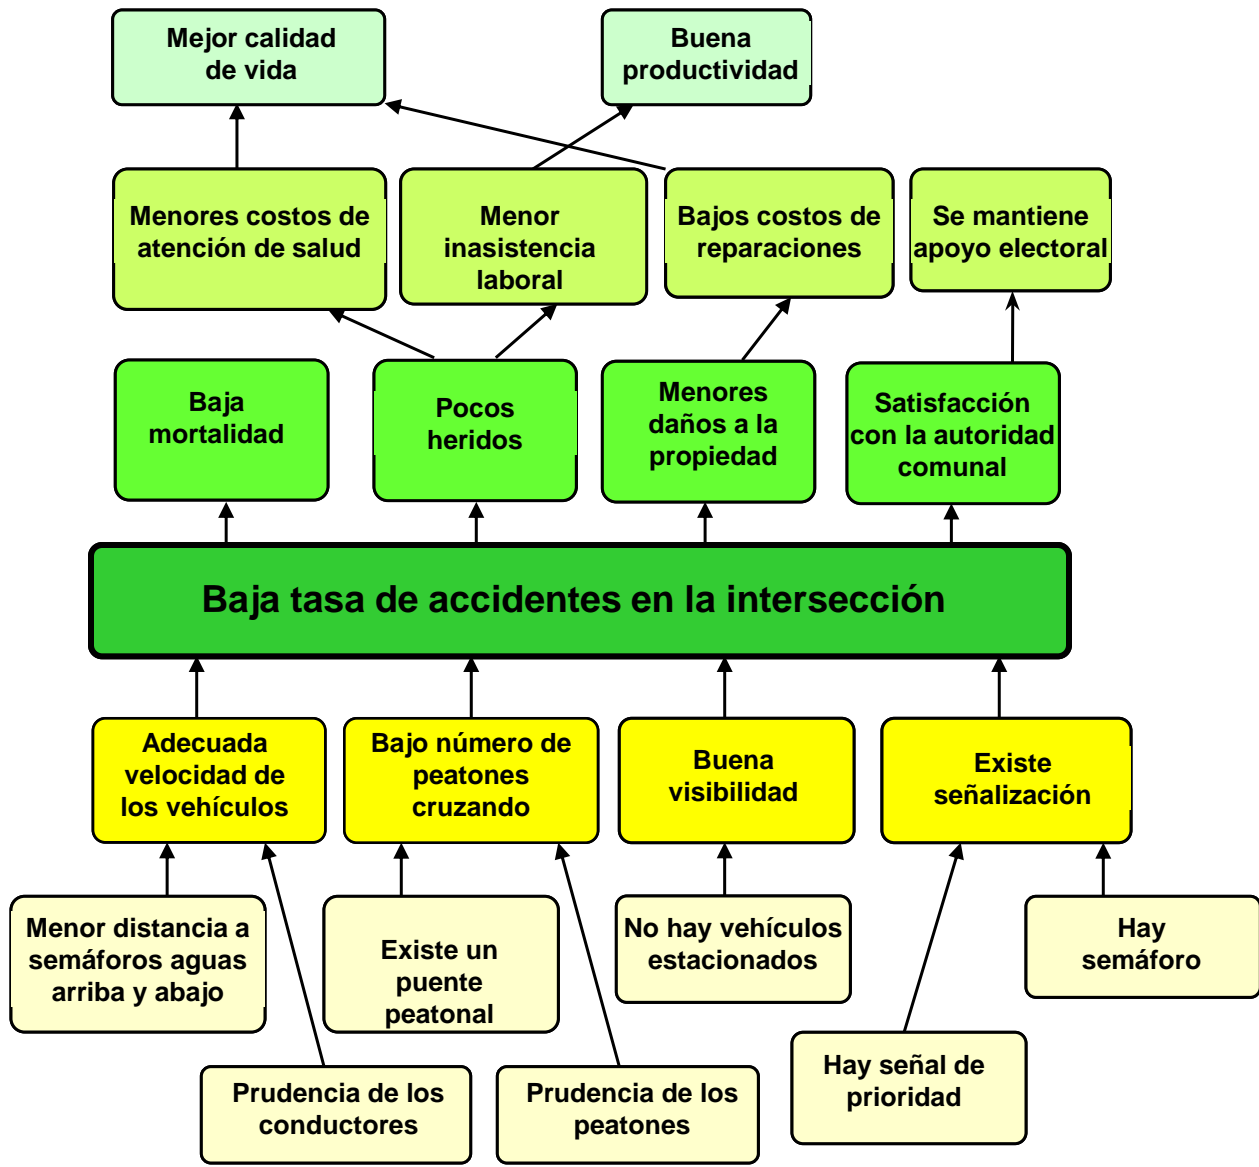 Mejor calidad
de vida
Buena
productividad
Menores costos de
atención de salud
Menor
inasistencia
laboral
Bajos costos de
reparaciones
Se mantiene
apoyo electoral
Baja
mortalidad
Pocos
heridos
Menores
daños a la
propiedad
Satisfacción
con la autoridad
comunal
Baja tasa de accidentes en la intersección
Adecuada
velocidad de
los vehículos
Bajo número de
peatones
cruzando
Buena
visibilidad
Existe
señalización
Menor distancia a
semáforos aguas
arriba y abajo
Existe un
puente
peatonal
No hay vehículos
estacionados
Hay
semáforo
Prudencia de los
conductores
Prudencia de los
peatones
Hay señal de
prioridad